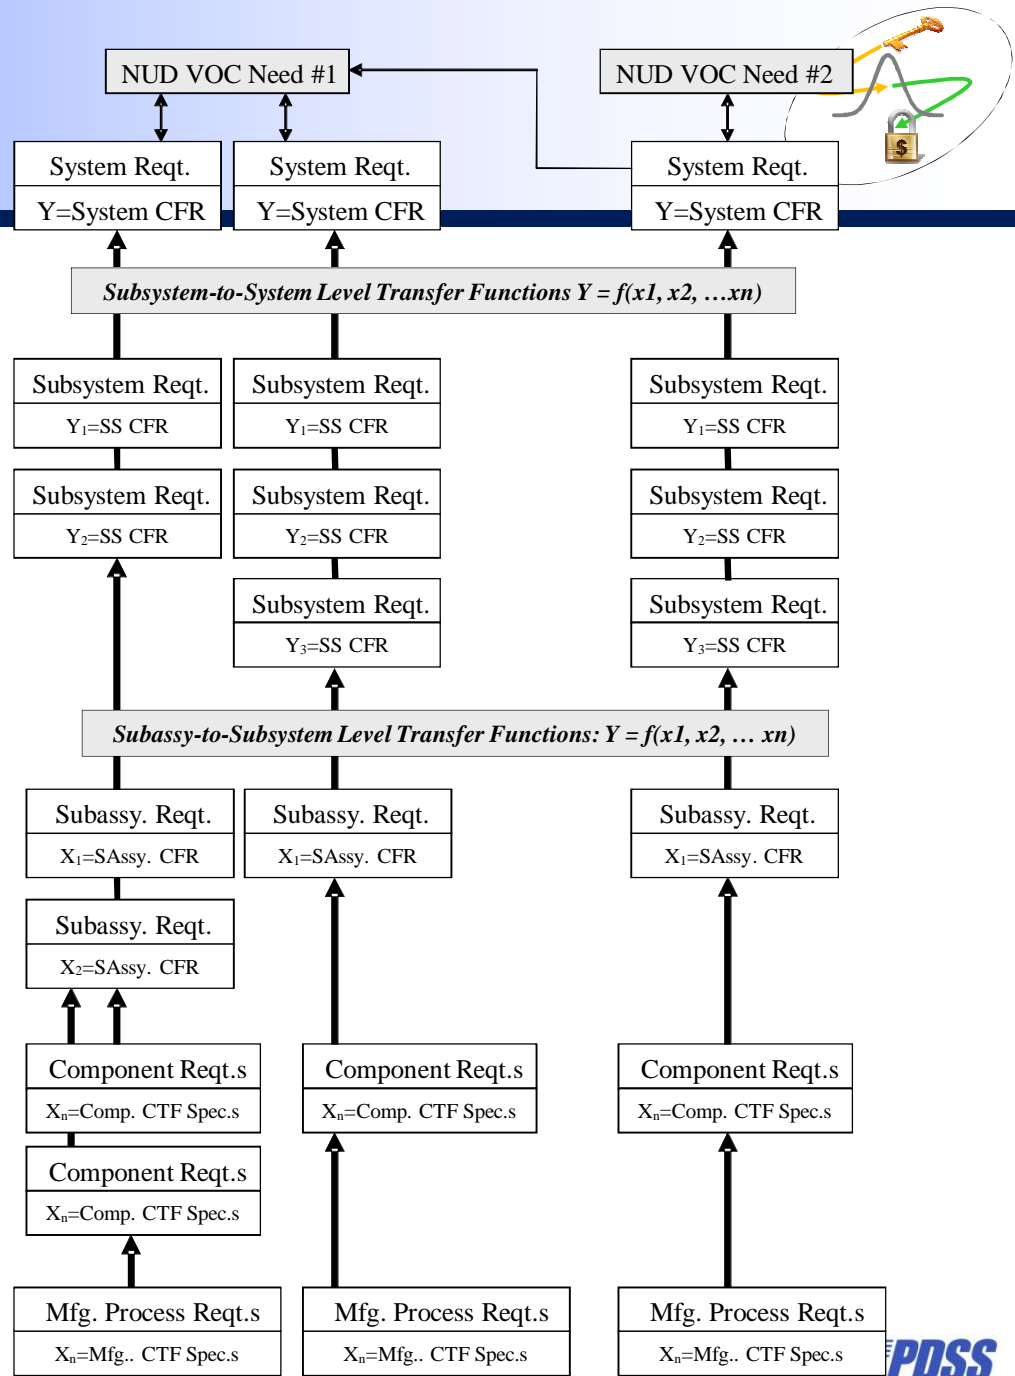 NUD VOC Need #1
NUD VOC Need #2
$
System Reqt.
System Reqt.
System Reqt.
Y=System CFR
Y=System CFR
Y=System CFR
Subsystem-to-System Level Transfer Functions Y = f(x1, x2, …xn)
Subsystem Reqt.
Subsystem Reqt.
Subsystem Reqt.
Y1=SS CFR
Y1=SS CFR
Y1=SS CFR
Subsystem Reqt.
Subsystem Reqt.
Subsystem Reqt.
Y2=SS CFR
Y2=SS CFR
Y2=SS CFR
Subsystem Reqt.
Subsystem Reqt.
Y3=SS CFR
Y3=SS CFR
Subassy-to-Subsystem Level Transfer Functions: Y = f(x1, x2, … xn)
Subassy. Reqt.
Subassy. Reqt.
Subassy. Reqt.
X1=SAssy. CFR
X1=SAssy. CFR
X1=SAssy. CFR
Subassy. Reqt.
X2=SAssy. CFR
Component Reqt.s
Component Reqt.s
Component Reqt.s
Xn=Comp. CTF Spec.s
Xn=Comp. CTF Spec.s
Xn=Comp. CTF Spec.s
Component Reqt.s
Xn=Comp. CTF Spec.s
Mfg. Process Reqt.s
Mfg. Process Reqt.s
Mfg. Process Reqt.s
Xn=Mfg.. CTF Spec.s
Xn=Mfg.. CTF Spec.s
Xn=Mfg.. CTF Spec.s
PDSS